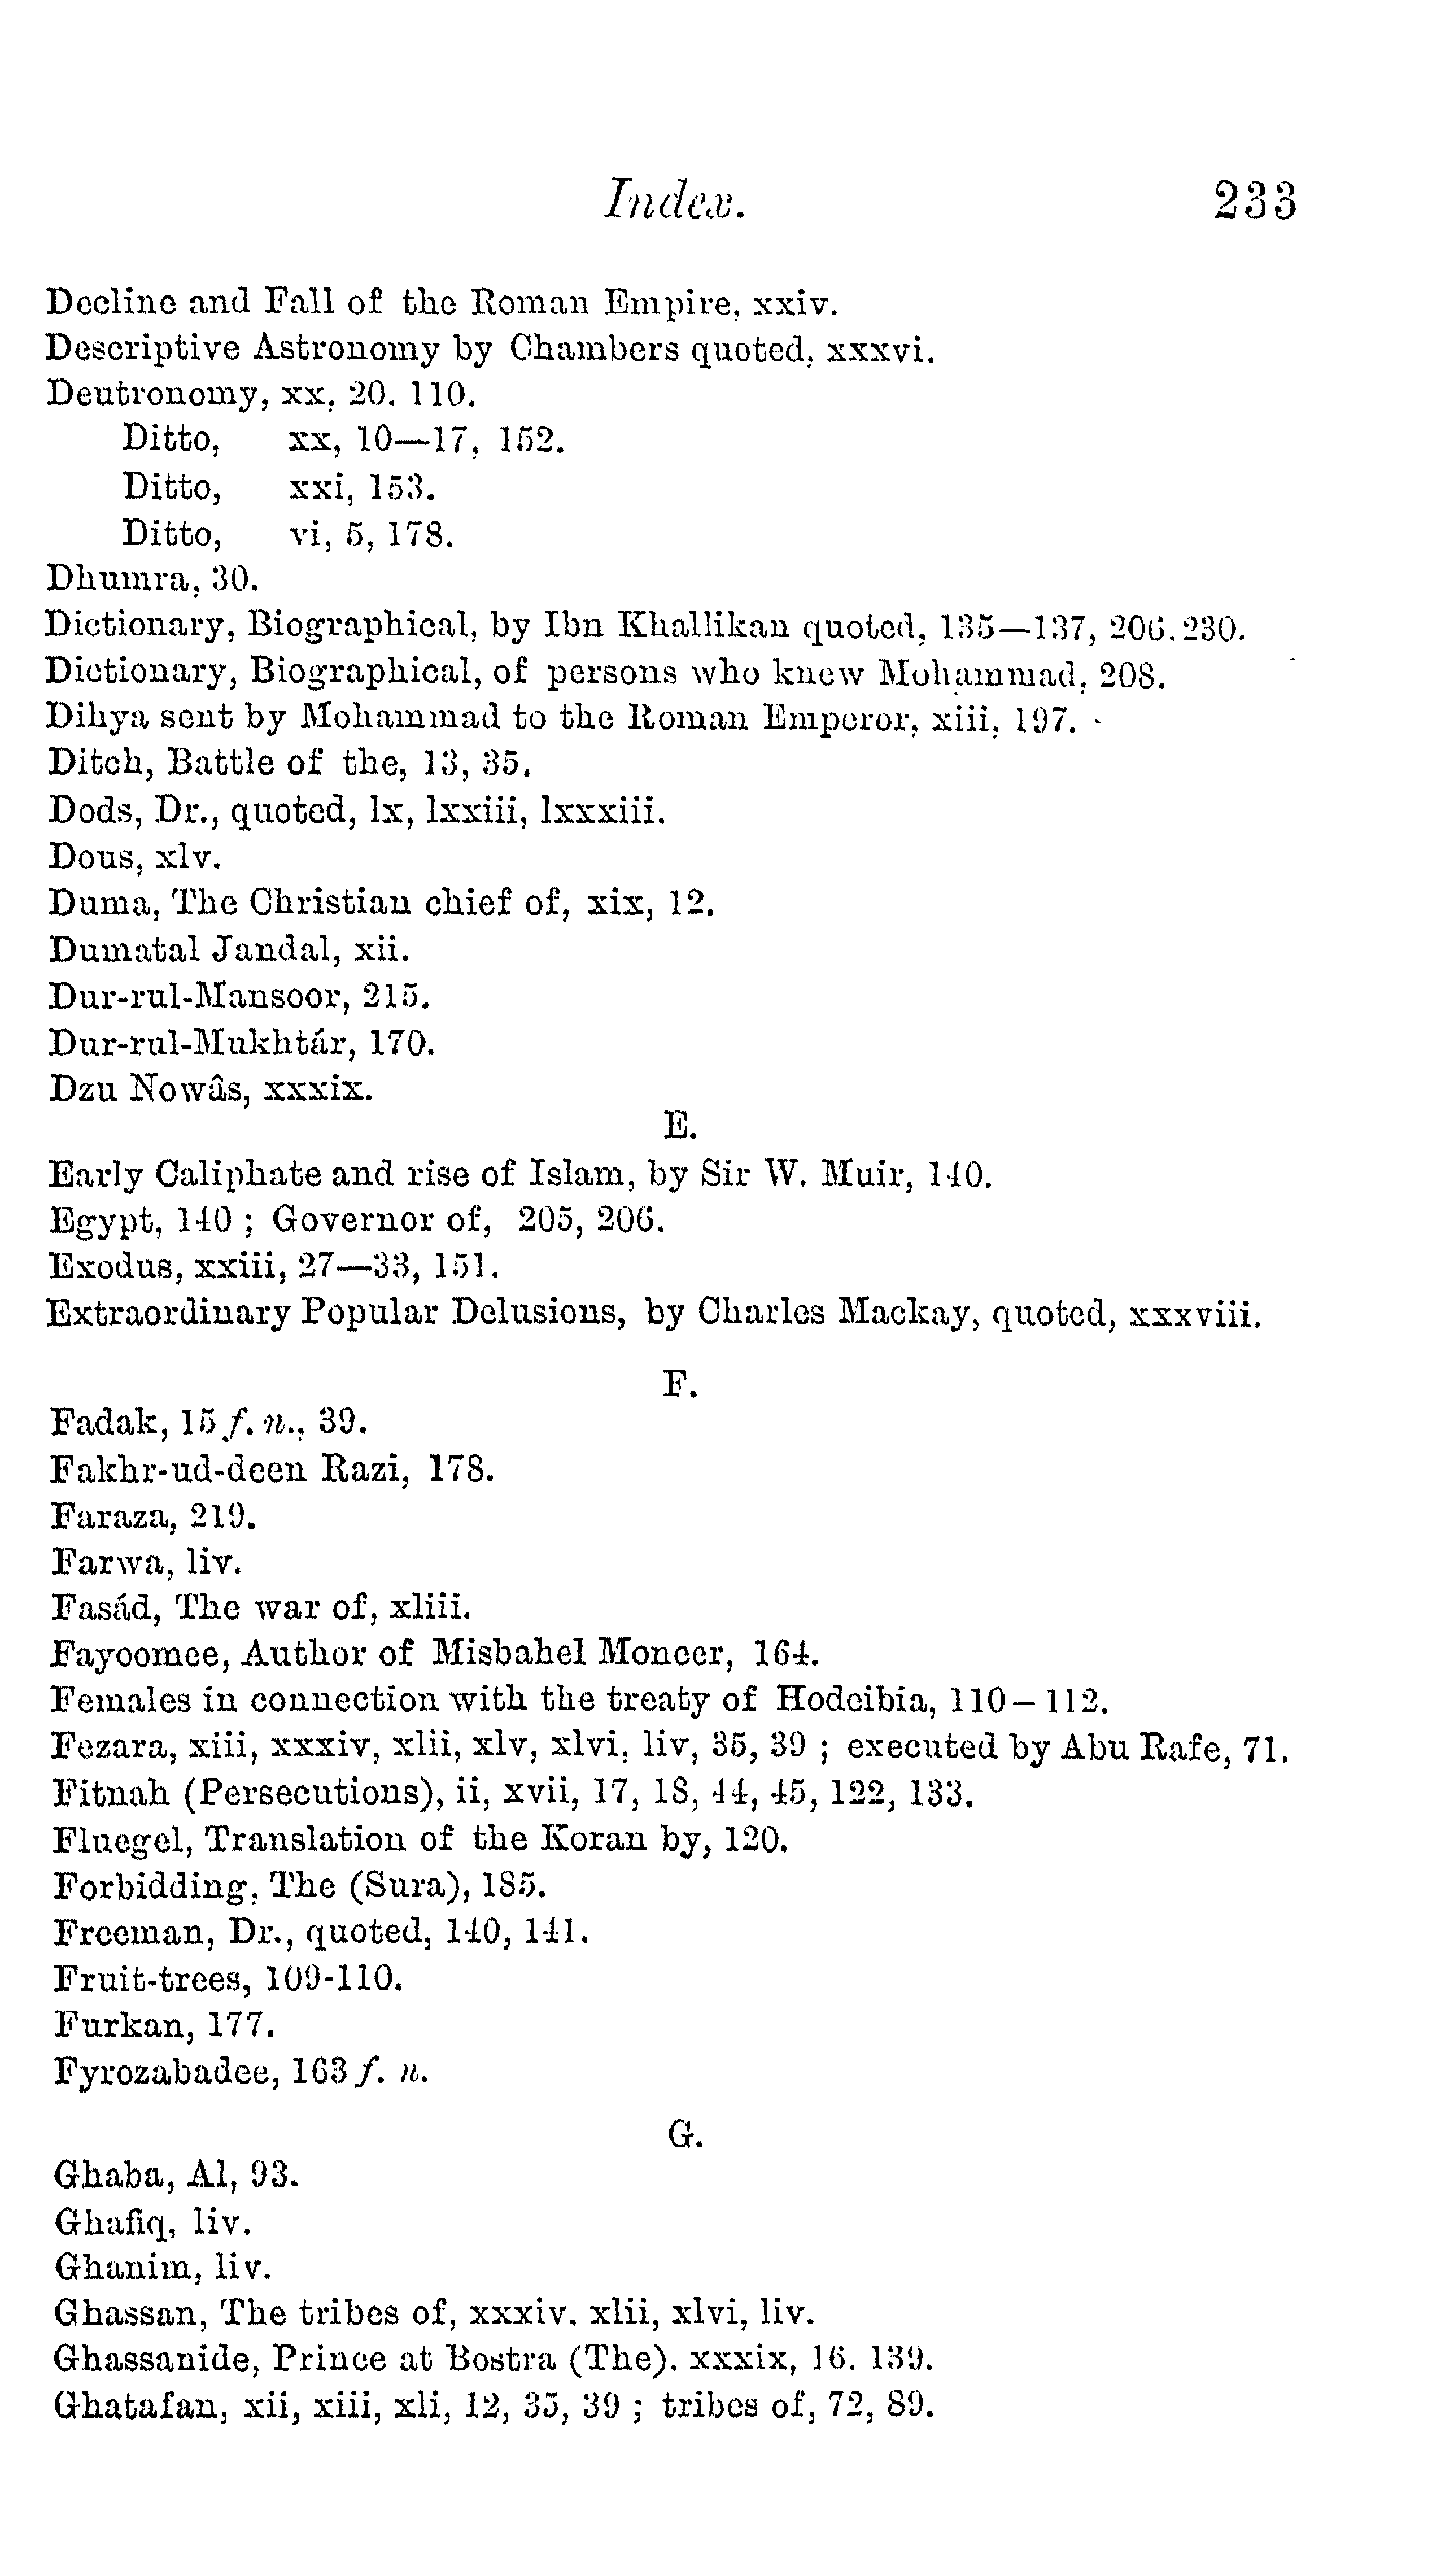 Index. 233
Decline and Fall of the Roman Empire, xxiv.
Descriptive Astronomy by Chambers quoted, xxxvi.
Deutronomy, xx, 20. 110.
Ditto, xx, 10—17, 152.
Ditto, xxi, 153.
Ditto, vi, 5, 178.
Dhumra, 30.
Dictionary, Biographical, by Ibn Khallikan quoted, 135—137, 206. 230.
Dictionary, Biographical, of persons who knew Mohammad, 208.
Dihya sent by Mohammad to the Roman Emperor, xiii, 197.
Ditch, Battle of the, 13, 35.
Dods, Dr., quoted, lx, lxxiii, lxxxiii.
Dous, xlv.
Duma, The Christian chief of, xix, 12.
Dumatal Jandal, xii.
Dur-rul-Mansoor, 215.
Dur-rul-Mukhtár, 170.
Dzu Nowâs, xxxix.
E.
Early Caliphate and rise of Islam, by Sir W. Muir, 140.
Egypt, 140 ; Governor of, 205, 206.
Exodus, xxiii, 27—33, 151.
Extraordinary Popular Delusions, by Charles Mackay, quoted, xxxviii.
F.
Fadak, 15 f. n., 39.
Fakhr-ud-deen Razi, 178.
Faraza, 219.
Farwa, liv.
Fasád, The war of, xliii.
Fayoomee, Author of Misbahel Moneer, 164.
Females in connection with the treaty of Hodeibia, 110–112.
Fezara, xiii, xxxiv, xlii, xlv, xlvi, liv, 35, 39 ; executed by Abu Rafe, 71.
Fitnah (Persecutions), ii, xvii, 17, 18, 44, 45, 122, 133.
Fluegel, Translation of the Koran by, 120.
Forbidding, The (Sura), 185.
Freeman, Dr., quoted, 140, 141.
Fruit-trees, 109-110.
Furkan, 177.
Fyrozabadee, 163 f. n.
G.
Ghaba, Al, 93.
Ghafiq, liv.
Ghanim, liv.
Ghassan, The tribes of, xxxiv, xlii, xlvi, liv.
Ghassanide, Prince at Bostra (The). xxxix, 16. 139.
Ghatafan, xii, xiii, xli, 12, 35, 39 ; tribes of, 72, 89.